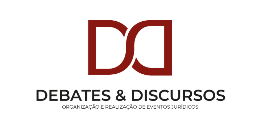 DEBATES & DISCURSOS
ORGANIZAÇÃO E REALIZAÇÃO DE EVENTOS JURÍDICOS